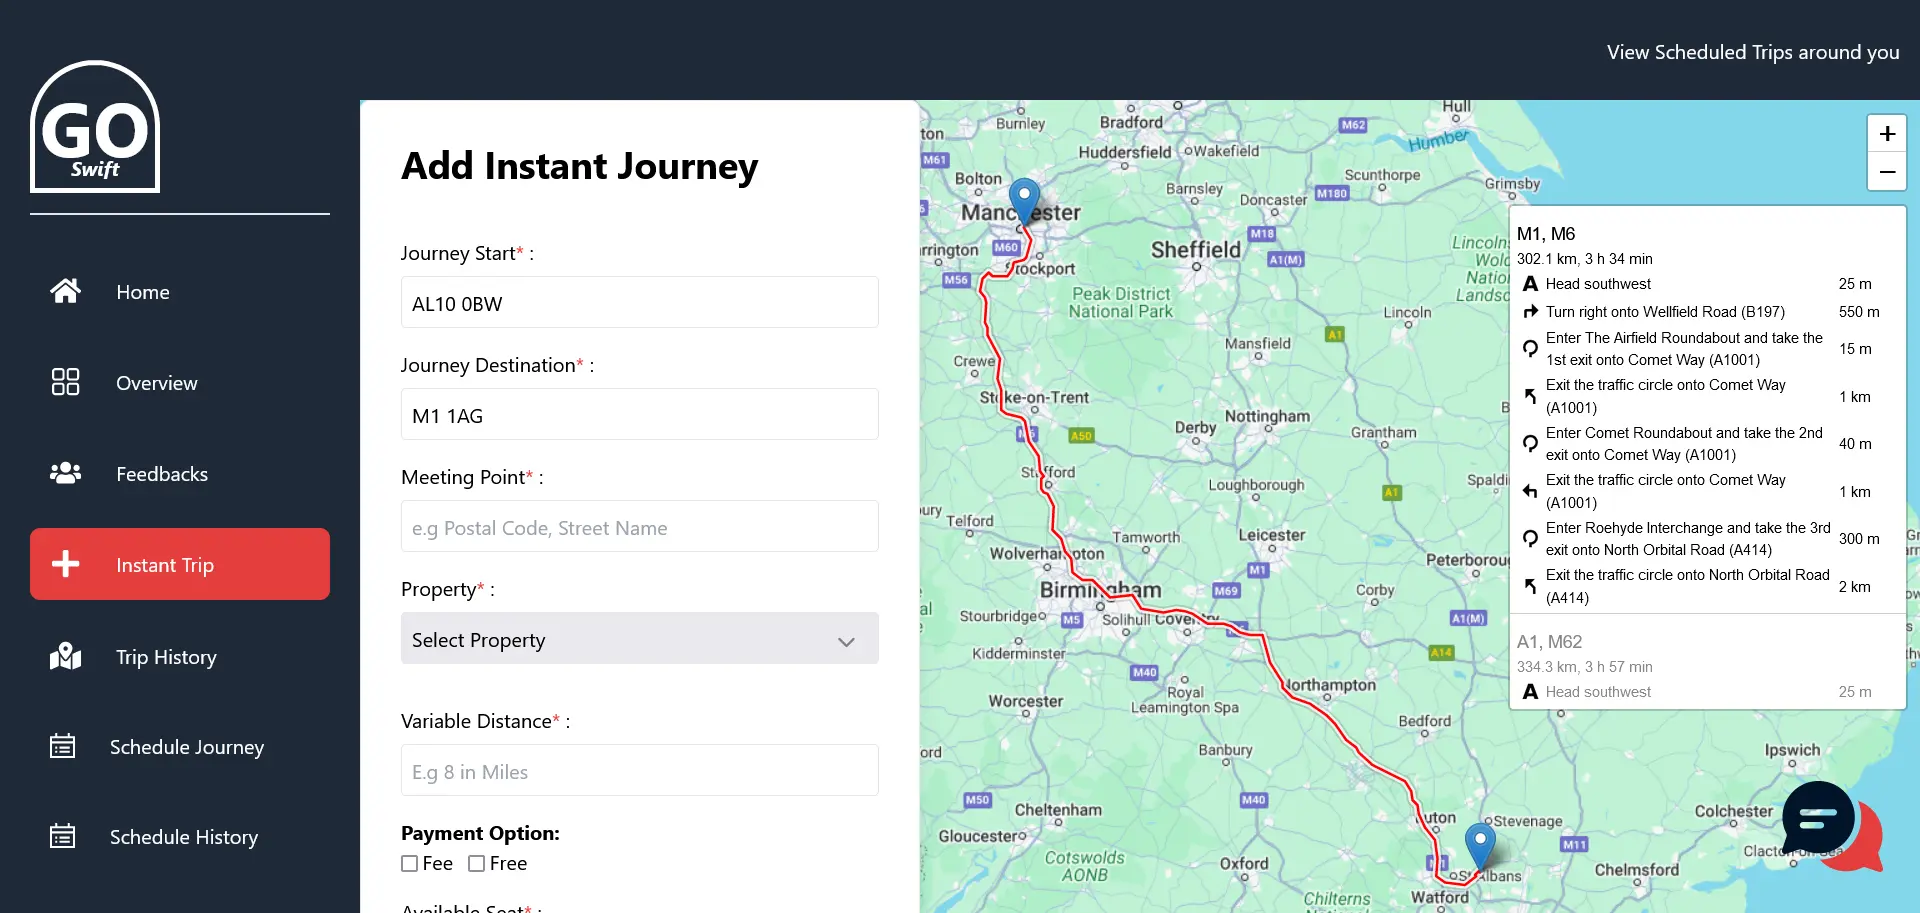 View Scheduled Trips around you
GO
Swift
Home
Overview
Feedbacks
Instant Trip
Trip History
Schedule Journey
Schedule History
Add Instant Journey
Journey Start* :
AL10 0BW
Journey Destination* :
M1 1AG
Meeting Point* :
e.g Postal Code, Street Name
Property* :
Select Property
Variable Distance* :
E.g 8 in Miles
Payment Option:
Fee Free
Available Seat* :
+
−
M1, M6
302.1 km, 3 h 34 min
A Head southwest 25 m
Turn right onto Wellfield Road (B197) 550 m
Enter The Airfield Roundabout and take the
1st exit onto Comet Way (A1001) 15 m
Exit the traffic circle onto Comet Way
(A1001) 1 km
Enter Comet Roundabout and take the 2nd
exit onto Comet Way (A1001) 40 m
Exit the traffic circle onto Comet Way
(A1001) 1 km
Enter Roehyde Interchange and take the 3rd
exit onto North Orbital Road (A414) 300 m
Exit the traffic circle onto North Orbital Road
(A414) 2 km
A1, M62
334.3 km, 3 h 57 min
A Head southwest 25 m
Hull
Burnley
Bradford
M62
Humber
Huddersfield
Wakefield
M61
Bolton
Barnsley
Scunthorpe
M180
Grimsby
Doncaster
Manchester
M18
M60
Sheffield
A1(M)
Stockport
M56
Peak District
National Park
Lincoln
A1
Mansfield
Crewe
Stoke-on-Trent
Nottingham
Derby
A50
Grantham
Stafford
Loughborough
A1
Telford
Tamworth
Leicester
Wolverhampton
Peterborou
M1
Birmingham
M69
Corby
Stourbridge
M5
Solihull
Coventry
A1(M)
Kidderminster
A14
M40
Royal
Leamington Spa
Northampton
Worcester
Bedford
Banbury
Ipswich
M50
Cheltenham
M40
Colchester
Gloucester
Luton
Stevenage
M11
Cotswolds
AONB
Oxford
M1
St Albans
Chelmsford
Watford
Chilterns